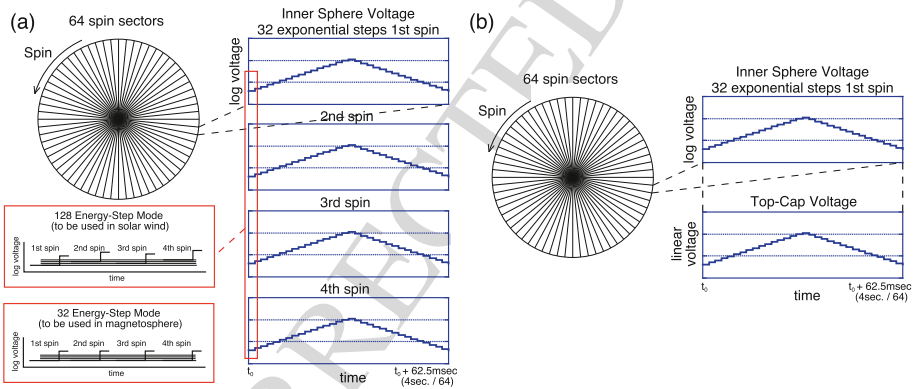 (a)
64 spin sectors
Spin
Inner Sphere Voltage
32 exponential steps 1st spin
log voltage
2nd spin
3rd spin
4th spin
t0
t0 + 62.5msec
(4sec. / 64)
time
128 Energy-Step Mode
(to be used in solar wind)
log voltage
1st spin 2nd spin 3rd spin 4th spin
time
32 Energy-Step Mode
(to be used in magnetosphere)
log voltage
1st spin 2nd spin 3rd spin 4th spin
time
(b)
64 spin sectors
Spin
Inner Sphere Voltage
32 exponential steps 1st spin
log voltage
Top-Cap Voltage
linear
voltage
t0
time
t0 + 62.5msec
(4sec. / 64)
RECTED